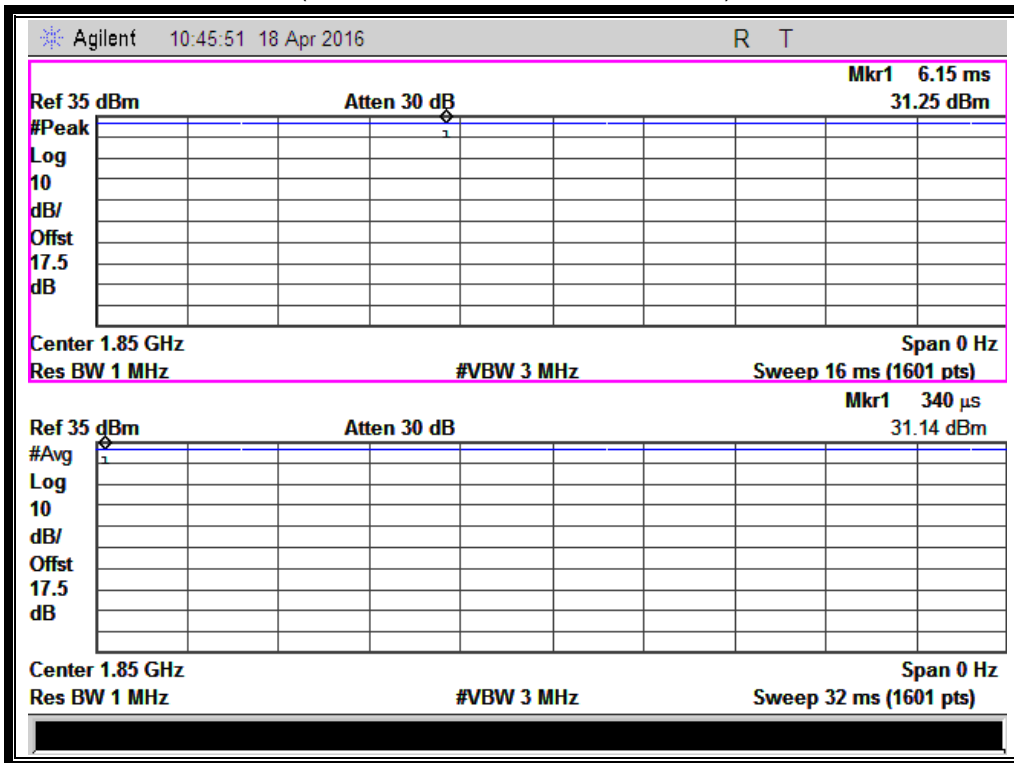 Agilent 10:45:51 18 Apr 2016 R T
Mkr1 6.15 ms
Ref 35 dBm Atten 30 dB 31.25 dBm
#Peak
1
Log
10
dB/
Offst
17.5
dB
Center 1.85 GHz Span 0 Hz
Res BW 1 MHz #VBW 3 MHz Sweep 16 ms (1601 pts)
Mkr1 340 μs
Ref 35 dBm Atten 30 dB 31.14 dBm
#Avg
1
Log
10
dB/
Offst
17.5
dB
Center 1.85 GHz Span 0 Hz
Res BW 1 MHz #VBW 3 MHz Sweep 32 ms (1601 pts)